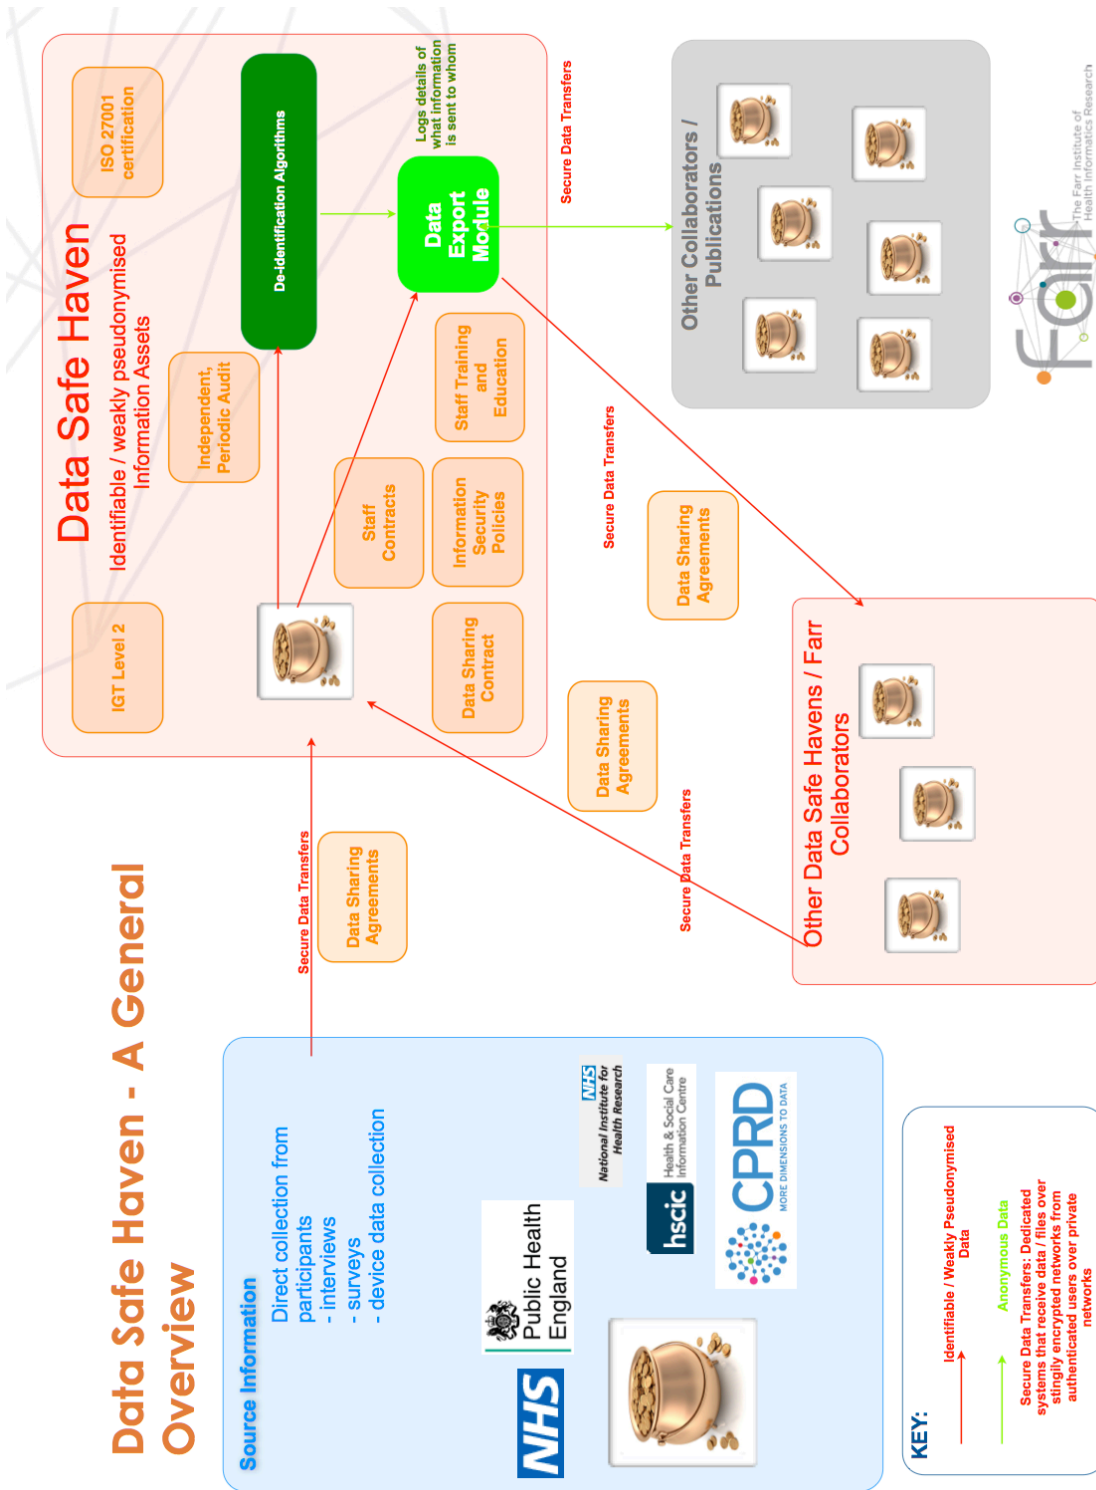 Data Safe Haven - A General
Overview
Source Information
Direct collection from
participants
- interviews
- surveys
- device data collection
NHS
Public Health
England
NHS
National Institute for
Health Research
hscic
Health & Social Care
Information Centre
CPRD
MORE DIMENSIONS TO DATA
KEY:
Identifiable / Weakly Pseudonymised
Data
Anonymous Data
Secure Data Transfers: Dedicated
systems that receive data / files over
stingily encrypted networks from
authenticated users over private
networks
Secure Data Transfers
Data Sharing
Agreements
Data Safe Haven
Identifiable / weakly pseudonymised
Information Assets
IGT Level 2
ISO 27001
certification
Independent,
Periodic Audit
De-identification Algorithms
Staff
Contracts
Data Sharing
Contract
Information
Security
Policies
Staff Training
and
Education
Data
Export
Module
Logs details of
what information
is sent to whom
Secure Data Transfers
Data Sharing
Agreements
Secure Data Transfers
Data Sharing
Agreements
Secure Data Transfers
Other Data Safe Havens / Farr
Collaborators
Other Collaborators /
Publications
farr
The Farr Institute of
Health Informatics Research